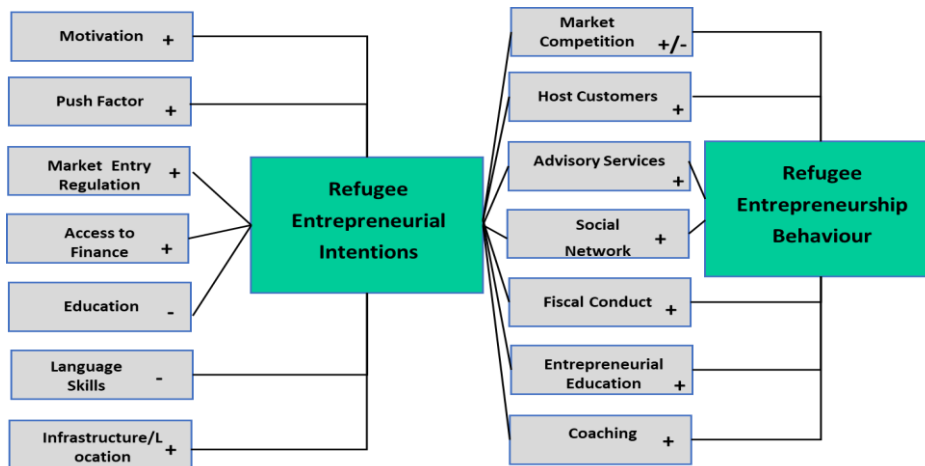 Motivation +
Push Factor +
Market Entry +
Regulation
Access to
Finance +
Education -
Language
Skills -
Infrastructure/L
ocation +
Refugee
Entrepreneurial
Intentions
Market
Competition +/-
Host Customers +
Advisory Services +
Social
Network +
Fiscal Conduct +
Entrepreneurial
Education +
Coaching +
Refugee
Entrepreneurship
Behaviour